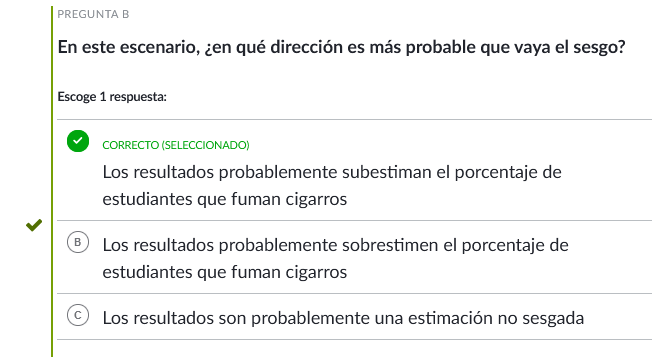 PREGUNTA B
En este escenario, ¿en qué dirección es más probable que vaya el sesgo?
Escoge 1 respuesta:
CORRECTO (SELECCIONADO)
Los resultados probablemente subestiman el porcentaje de
estudiantes que fuman cigarros
B
Los resultados probablemente sobrestimen el porcentaje de
estudiantes que fuman cigarros
C
Los resultados son probablemente una estimación no sesgada